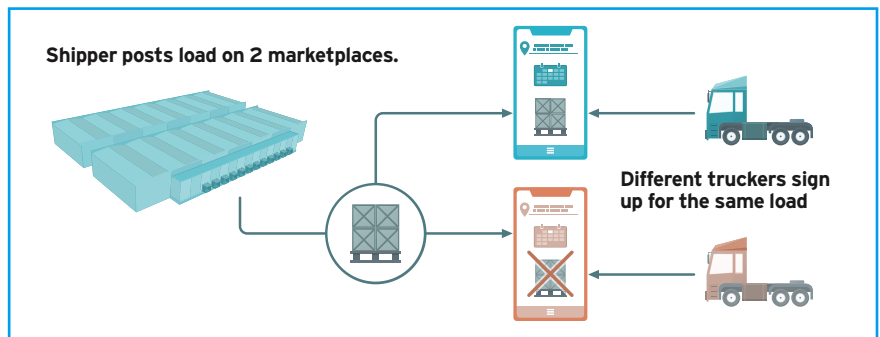 Shipper posts load on 2 marketplaces.
Different truckers sign
up for the same load